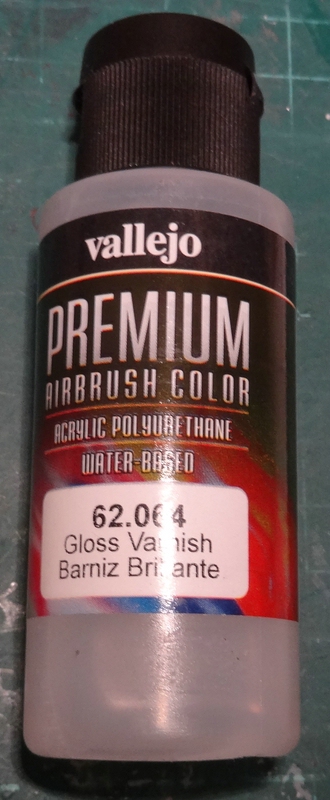 vallejo
PREMIUM
AIRBRUSH COLOR
ACRYLIC POLYURETHANE
WATER-BASED
62.064
Gloss Varnish
Barniz Brillante